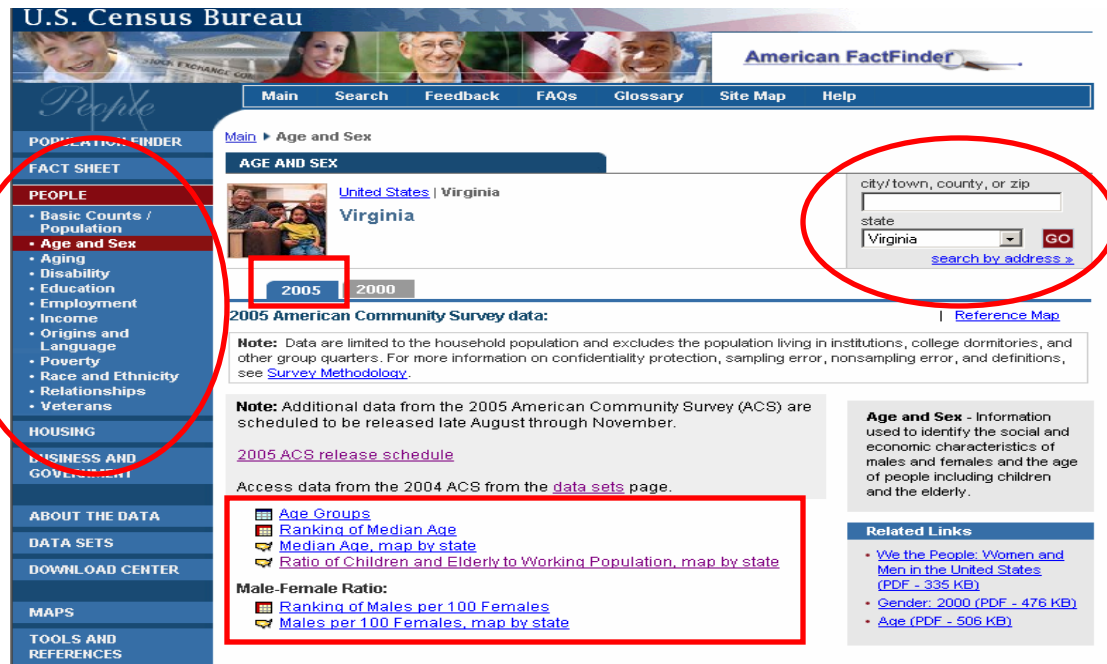 U.S. Census Bureau
STOCK EXCHANGE
American FactFinder
People
Main Search Feedback FAQs Glossary Site Map Help
POPULATION FINDER
FACT SHEET
PEOPLE
• Basic Counts /
Population
• Age and Sex
• Aging
• Disability
• Education
• Employment
• Income
• Origins and
Language
• Poverty
• Race and Ethnicity
• Relationships
• Veterans
HOUSING
BUSINESS AND
GOVERNMENT
ABOUT THE DATA
DATA SETS
DOWNLOAD CENTER
MAPS
TOOLS AND
REFERENCES
Main ▸ Age and Sex
AGE AND SEX
United States | Virginia
Virginia
city/ town, county, or zip
state
Virginia GO
search by address »
2005 2000
2005 American Community Survey data:
| Reference Map
Note: Data are limited to the household population and excludes the population living in institutions, college dormitories, and
other group quarters. For more information on confidentiality protection, sampling error, nonsampling error, and definitions,
see Survey Methodology.
Note: Additional data from the 2005 American Community Survey (ACS) are
scheduled to be released late August through November.
2005 ACS release schedule
Access data from the 2004 ACS from the data sets page.
Age Groups
Ranking of Median Age
Median Age, map by state
Ratio of Children and Elderly to Working Population, map by state
Male-Female Ratio:
Ranking of Males per 100 Females
Males per 100 Females, map by state
Age and Sex - Information
used to identify the social and
economic characteristics of
males and females and the age
of people including children
and the elderly.
Related Links
• We the People: Women and
Men in the United States
(PDF - 335 KB)
• Gender: 2000 (PDF - 476 KB)
• Age (PDF - 506 KB)